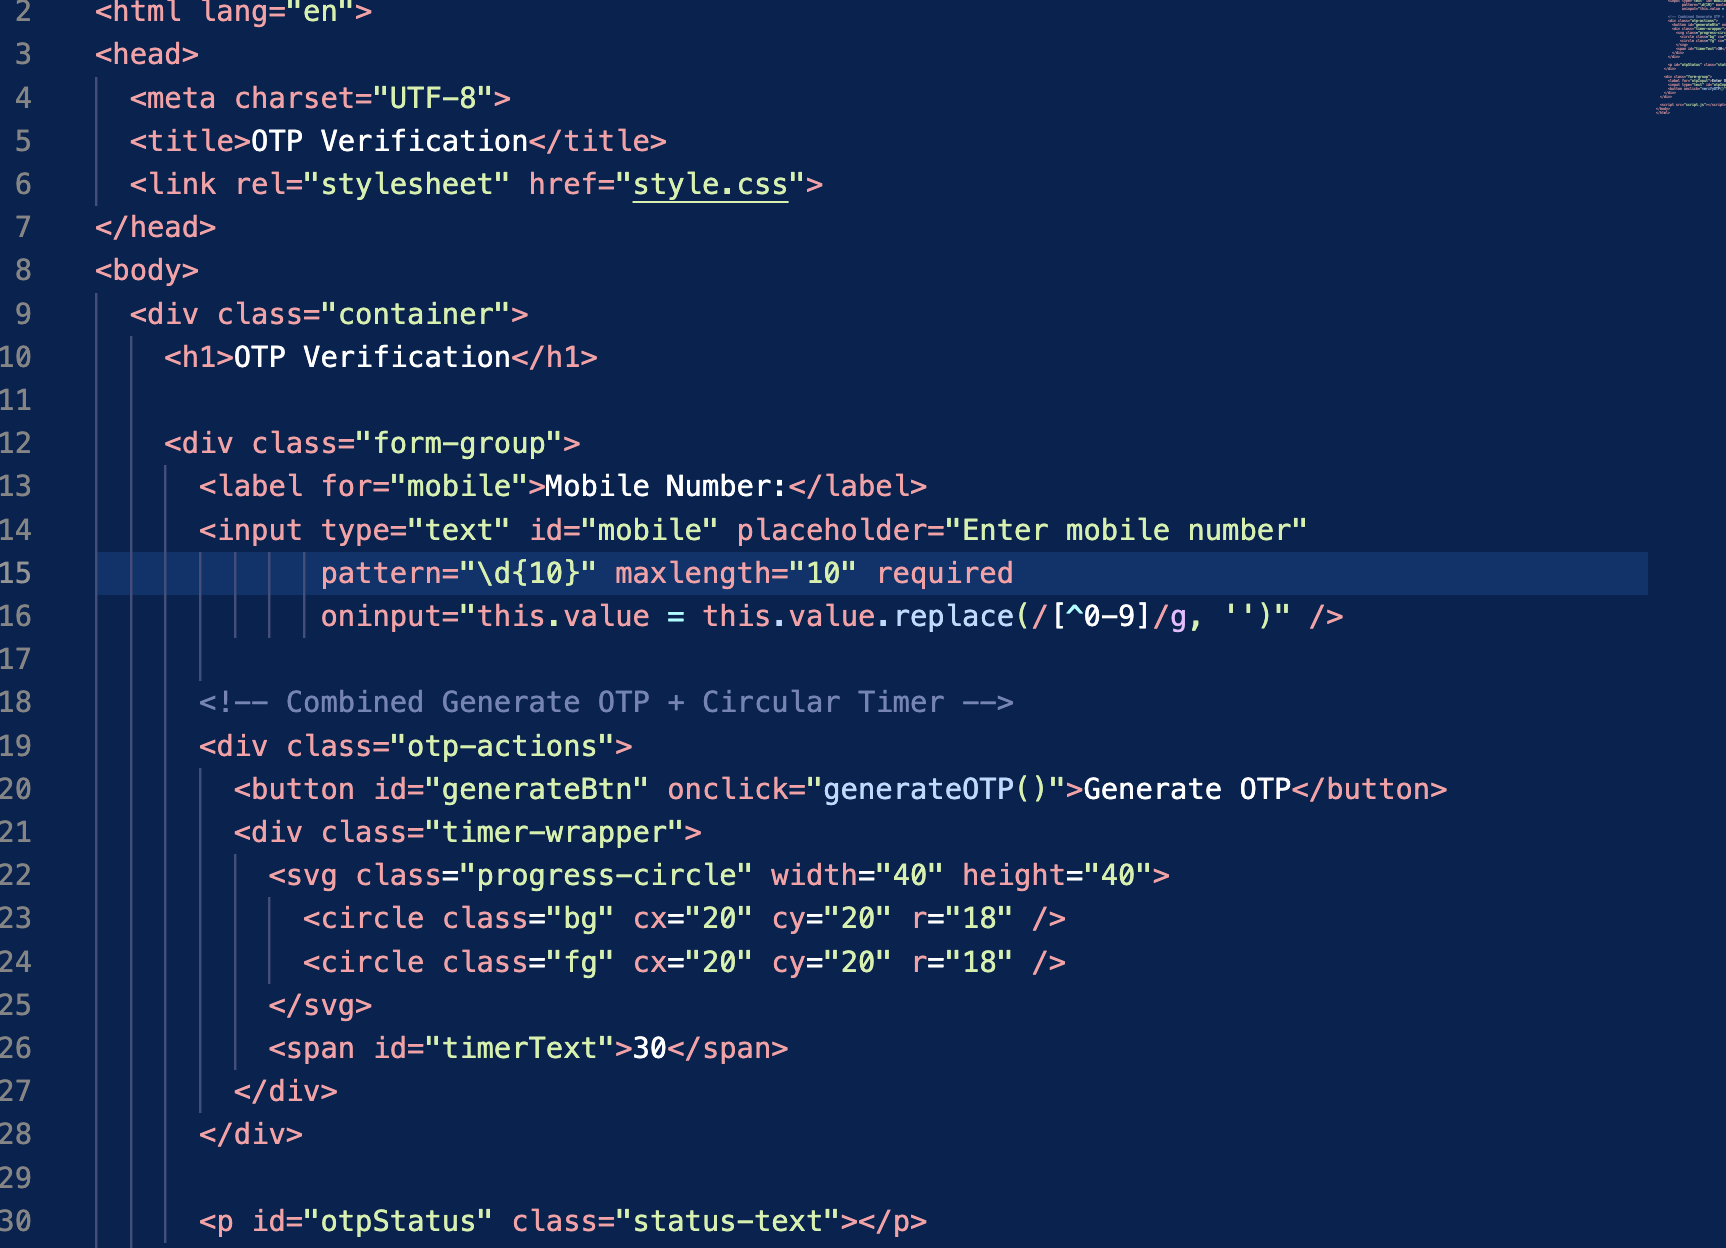 2 <html lang="en">
3 <head>
4 <meta charset="UTF-8">
5 <title>OTP Verification</title>
6 <link rel="stylesheet" href="style.css">
7 </head>
8 <body>
9 <div class="container">
10 <h1>OTP Verification</h1>
11
12 <div class="form-group">
13 <label for="mobile">Mobile Number:</label>
14 <input type="text" id="mobile" placeholder="Enter mobile number"
15 pattern="\d{10}" maxlength="10" required
16 oninput="this.value = this.value.replace(/[^0-9]/g, '')" />
17
18 <!-- Combined Generate OTP + Circular Timer -->
19 <div class="otp-actions">
20 <button id="generateBtn" onclick="generateOTP()">Generate OTP</button>
21 <div class="timer-wrapper">
22 <svg class="progress-circle" width="40" height="40">
23 <circle class="bg" cx="20" cy="20" r="18" />
24 <circle class="fg" cx="20" cy="20" r="18" />
25 </svg>
26 <span id="timerText">30</span>
27 </div>
28 </div>
29
30 <p id="otpStatus" class="status-text"></p>